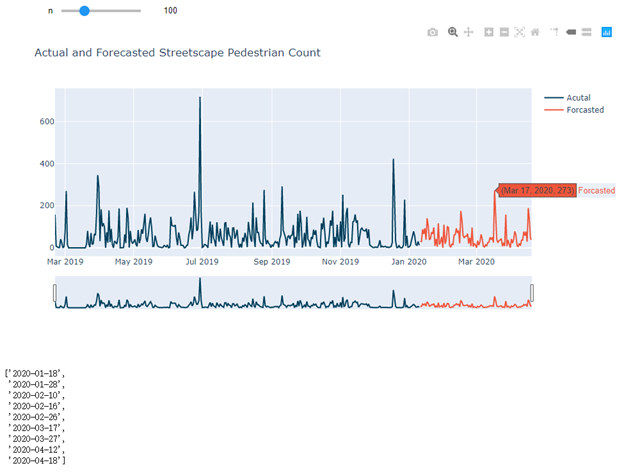 n 100
Actual and Forecasted Streetscape Pedestrian Count
Acutal
Forcasted
600
400
200
0
(Mar 17, 2020, 273) Forcasted
Mar 2019 May 2019 Jul 2019 Sep 2019 Nov 2019 Jan 2020 Mar 2020
['2020-01-18',
'2020-01-28',
'2020-02-10',
'2020-02-16',
'2020-02-26',
'2020-03-17',
'2020-03-27',
'2020-04-12',
'2020-04-18']